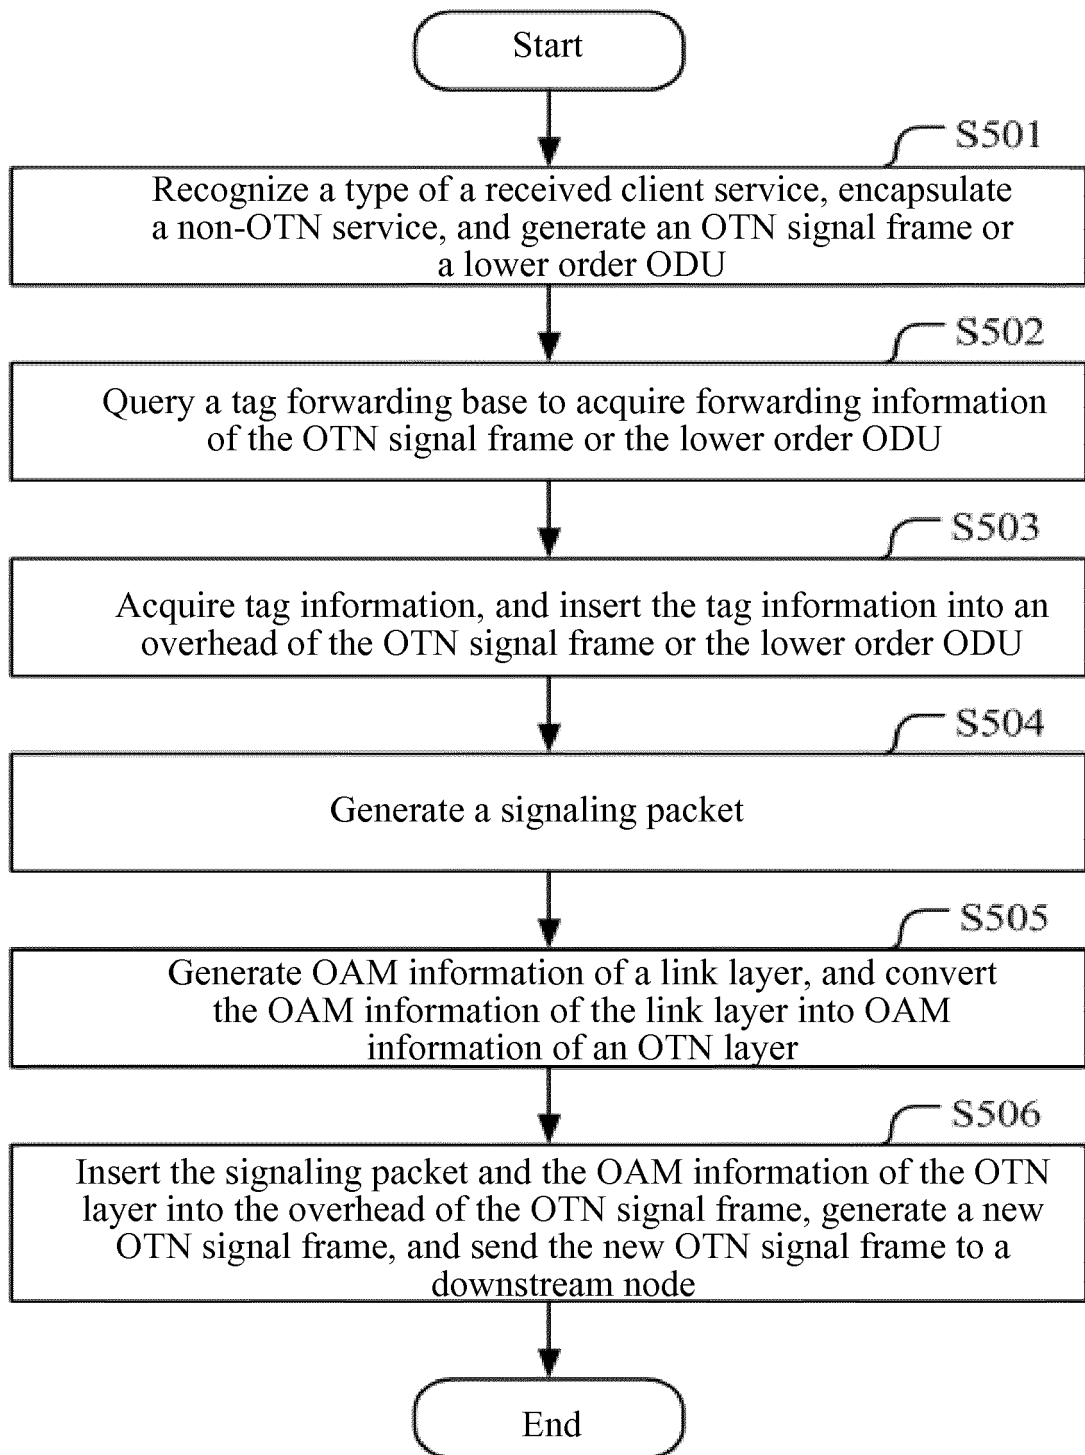 Start
S501
Recognize a type of a received client service, encapsulate
a non-OTN service, and generate an OTN signal frame or
a lower order ODU
S502
Query a tag forwarding base to acquire forwarding information
of the OTN signal frame or the lower order ODU
S503
Acquire tag information, and insert the tag information into an
overhead of the OTN signal frame or the lower order ODU
S504
Generate a signaling packet
S505
Generate OAM information of a link layer, and convert
the OAM information of the link layer into OAM
information of an OTN layer
S506
Insert the signaling packet and the OAM information of the OTN
layer into the overhead of the OTN signal frame, generate a new
OTN signal frame, and send the new OTN signal frame to a
downstream node
End